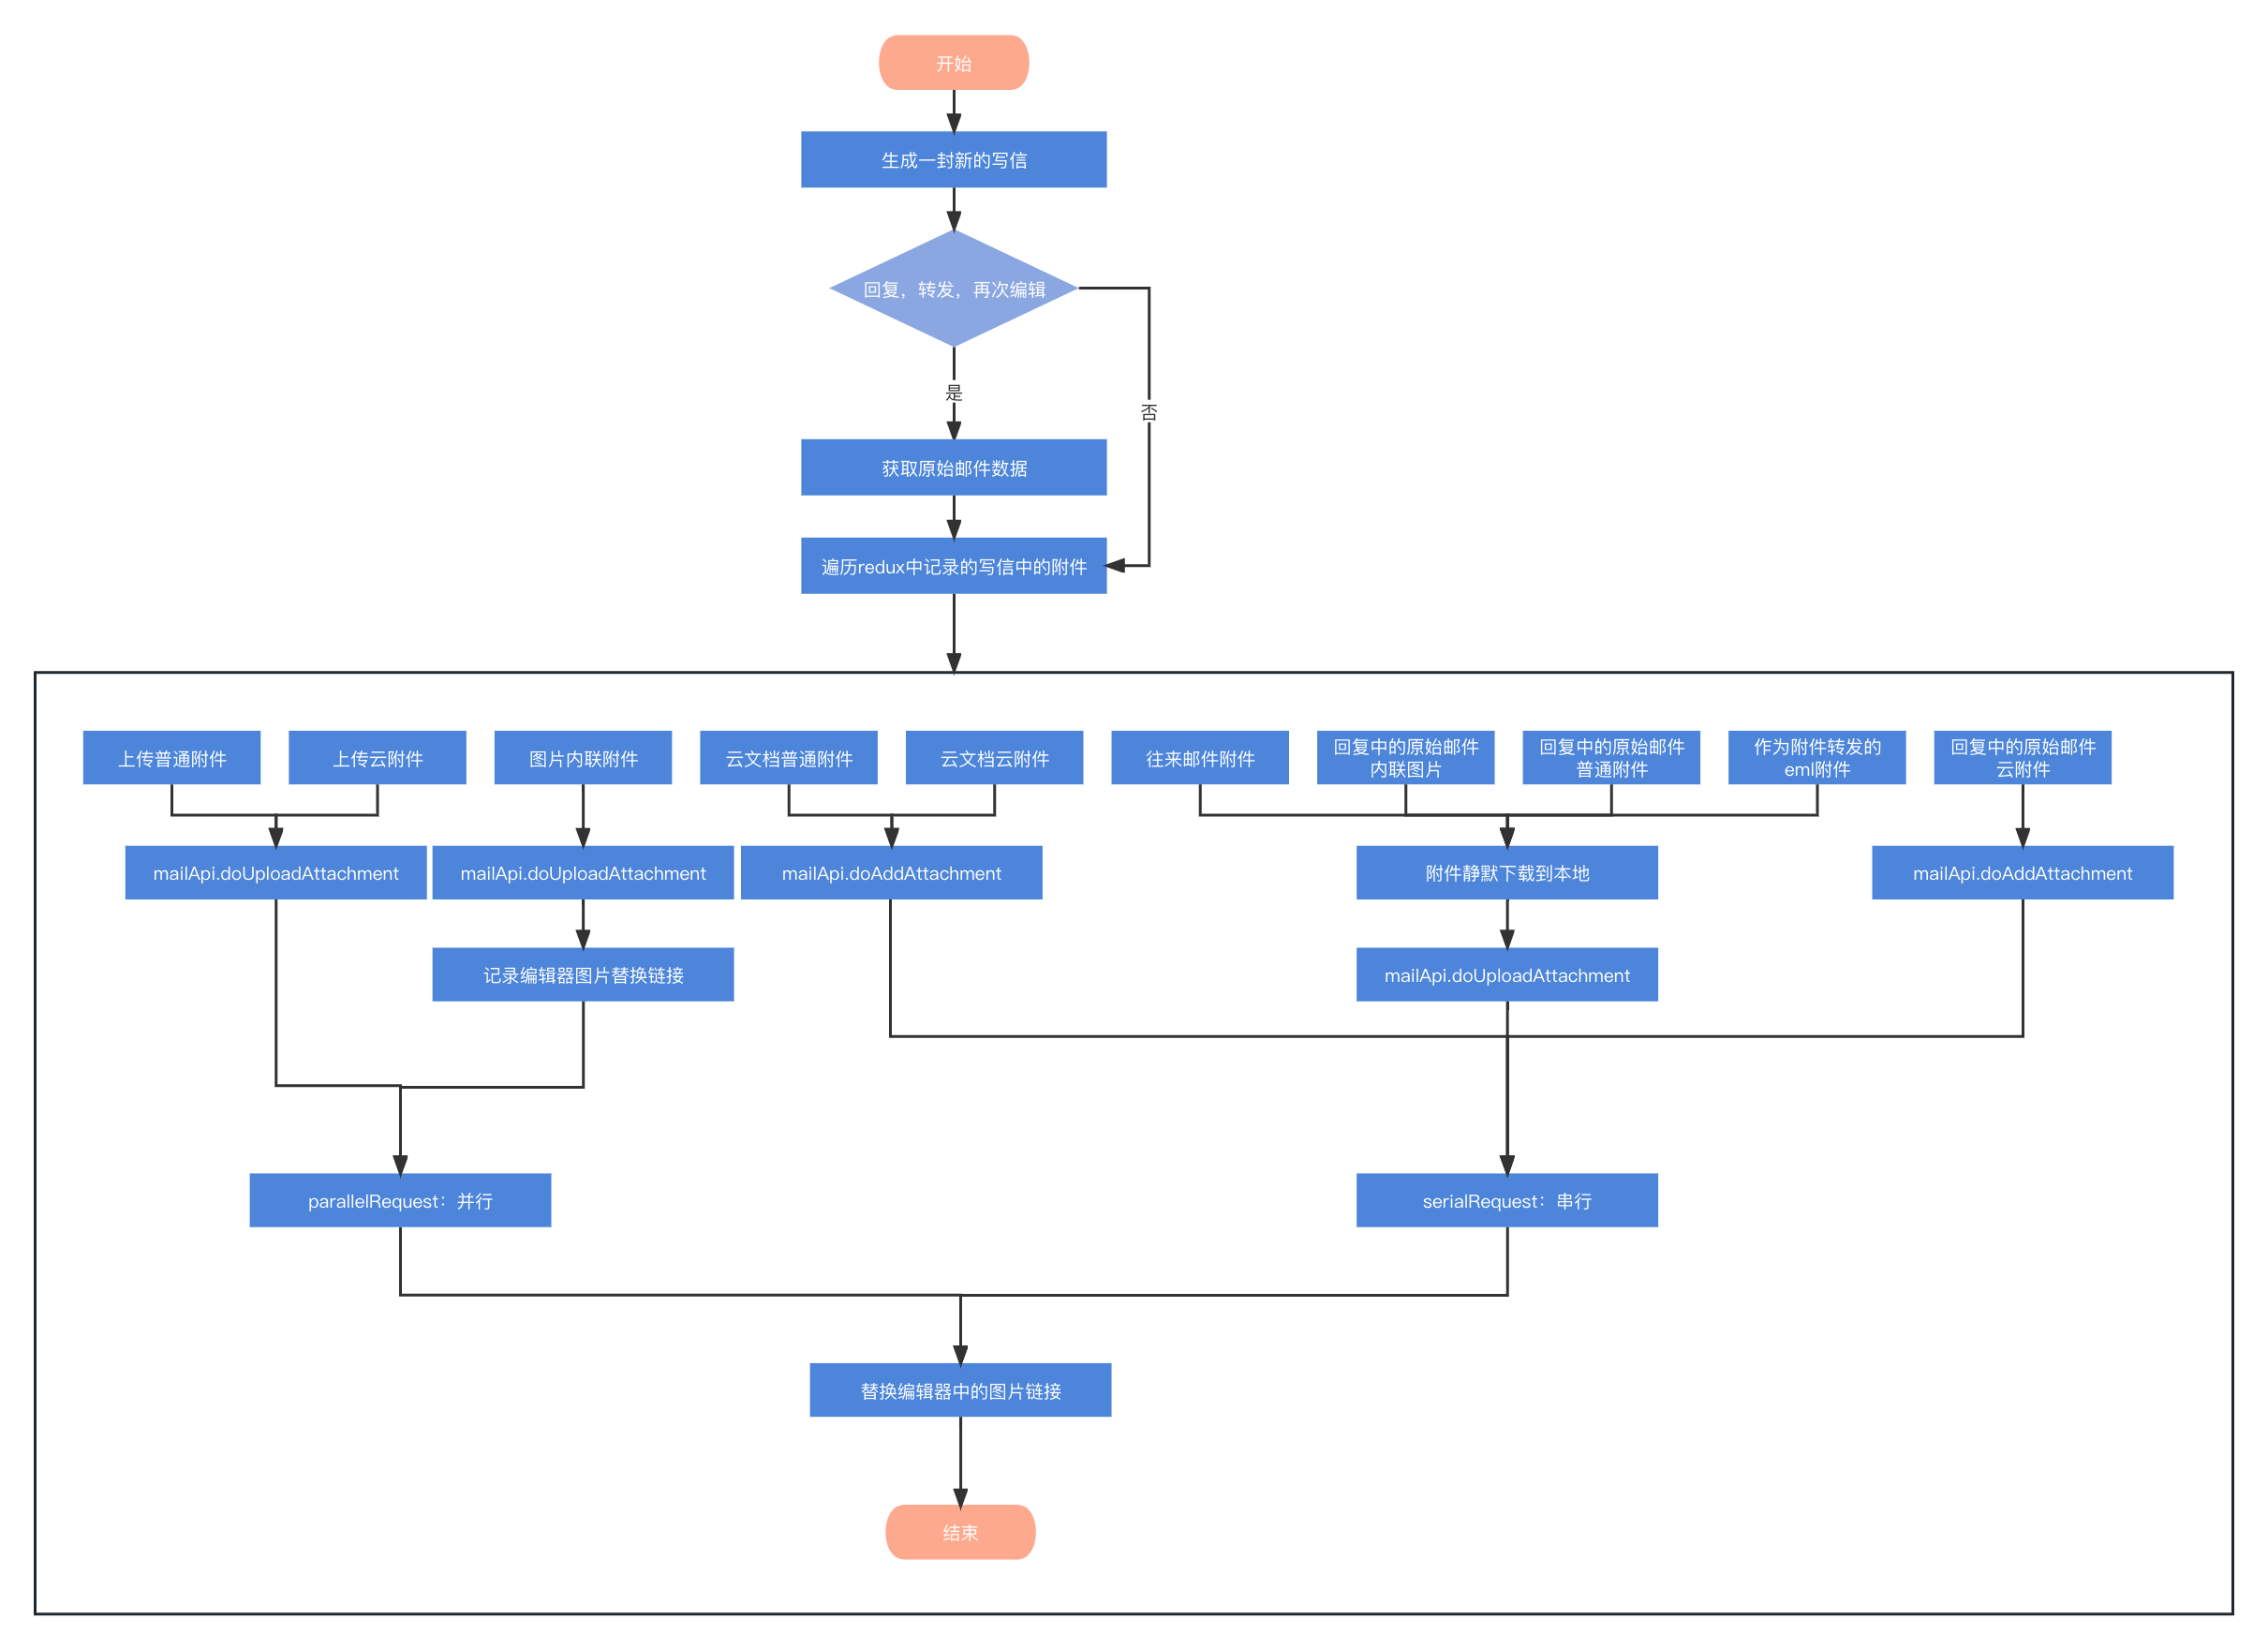 开始
生成一封新的写信
回复，转发，再次编辑
是
否
获取原始邮件数据
遍历redux中记录的写信中的附件
上传普通附件
上传云附件
图片内联附件
云文档普通附件
云文档云附件
往来邮件附件
回复中的原始邮件
内联图片
回复中的原始邮件
普通附件
作为附件转发的
eml附件
回复中的原始邮件
云附件
mailApi.doUploadAttachment
mailApi.doUploadAttachment
mailApi.doAddAttachment
附件静默下载到本地
mailApi.doAddAttachment
记录编辑器图片替换链接
mailApi.doUploadAttachment
parallelRequest：并行
serialRequest：串行
替换编辑器中的图片链接
结束